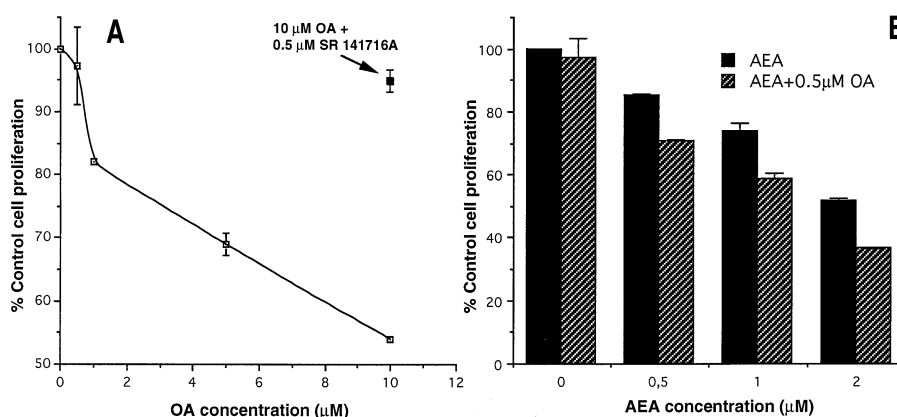 A
10 μM OA +
0.5 μM SR 141716A
% Control cell proliferation
100
90
80
70
60
50
0 2 4 6 8 10 12
OA concentration (μM)
B
AEA
AEA+0.5μM OA
% Control cell proliferation
100
80
60
40
20
0
0 0,5 1 2
AEA concentration (μM)